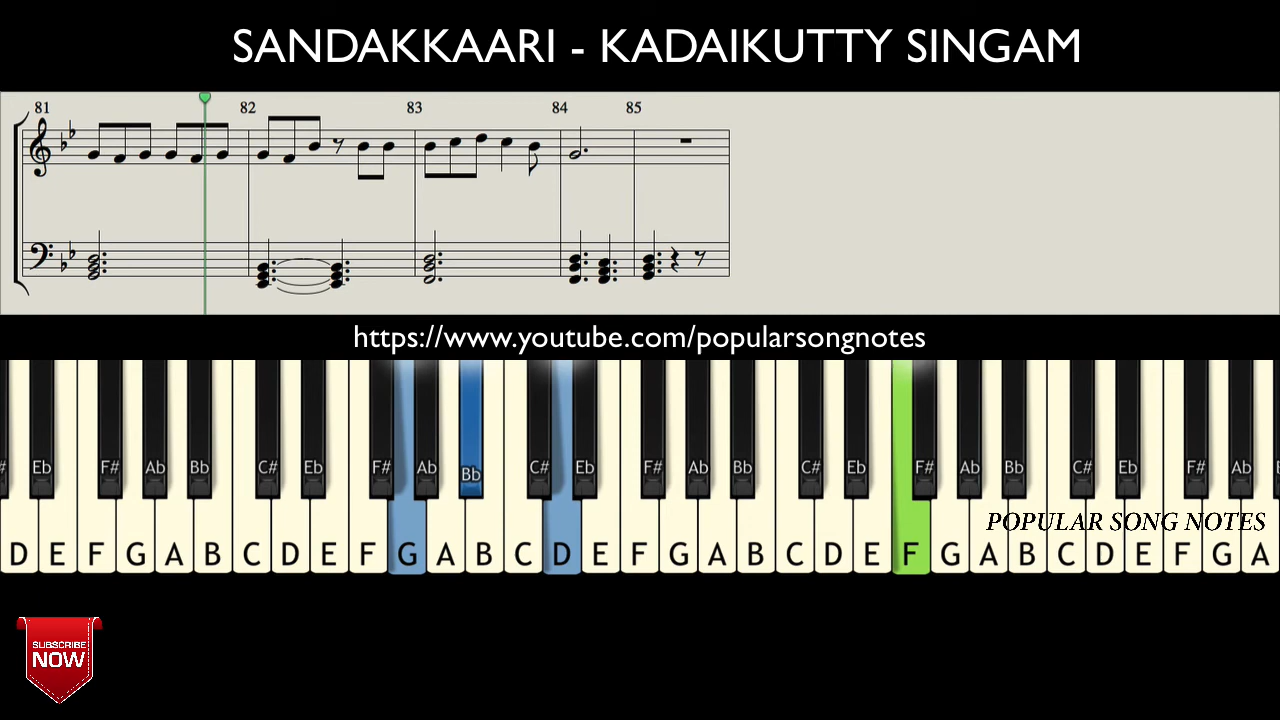 SANDAKKAARI - KADAIKUTTY SINGAM
81 82 83 84 85
https://www.youtube.com/popularsongnotes
# Eb F# Ab Bb C# Eb F# Ab Bb C# Eb F# Ab Bb C# Eb F# Ab Bb C# Eb F# Ab
POPULAR SONG NOTES
D E F G A B C D E F G A B C D E F G A B C D E F G A B C D E F G A
SUBSCRIBE
NOW